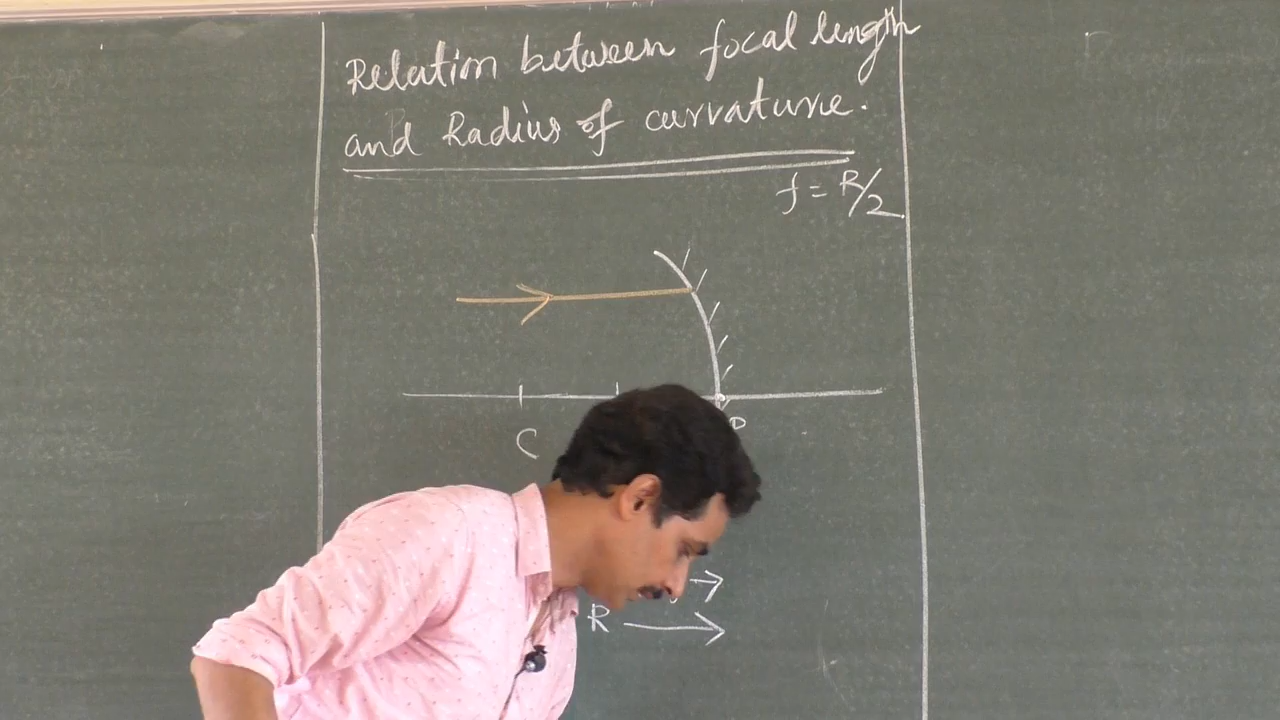 Relation between focal length
and Radius of curvature.
f = R/2
C
P
R